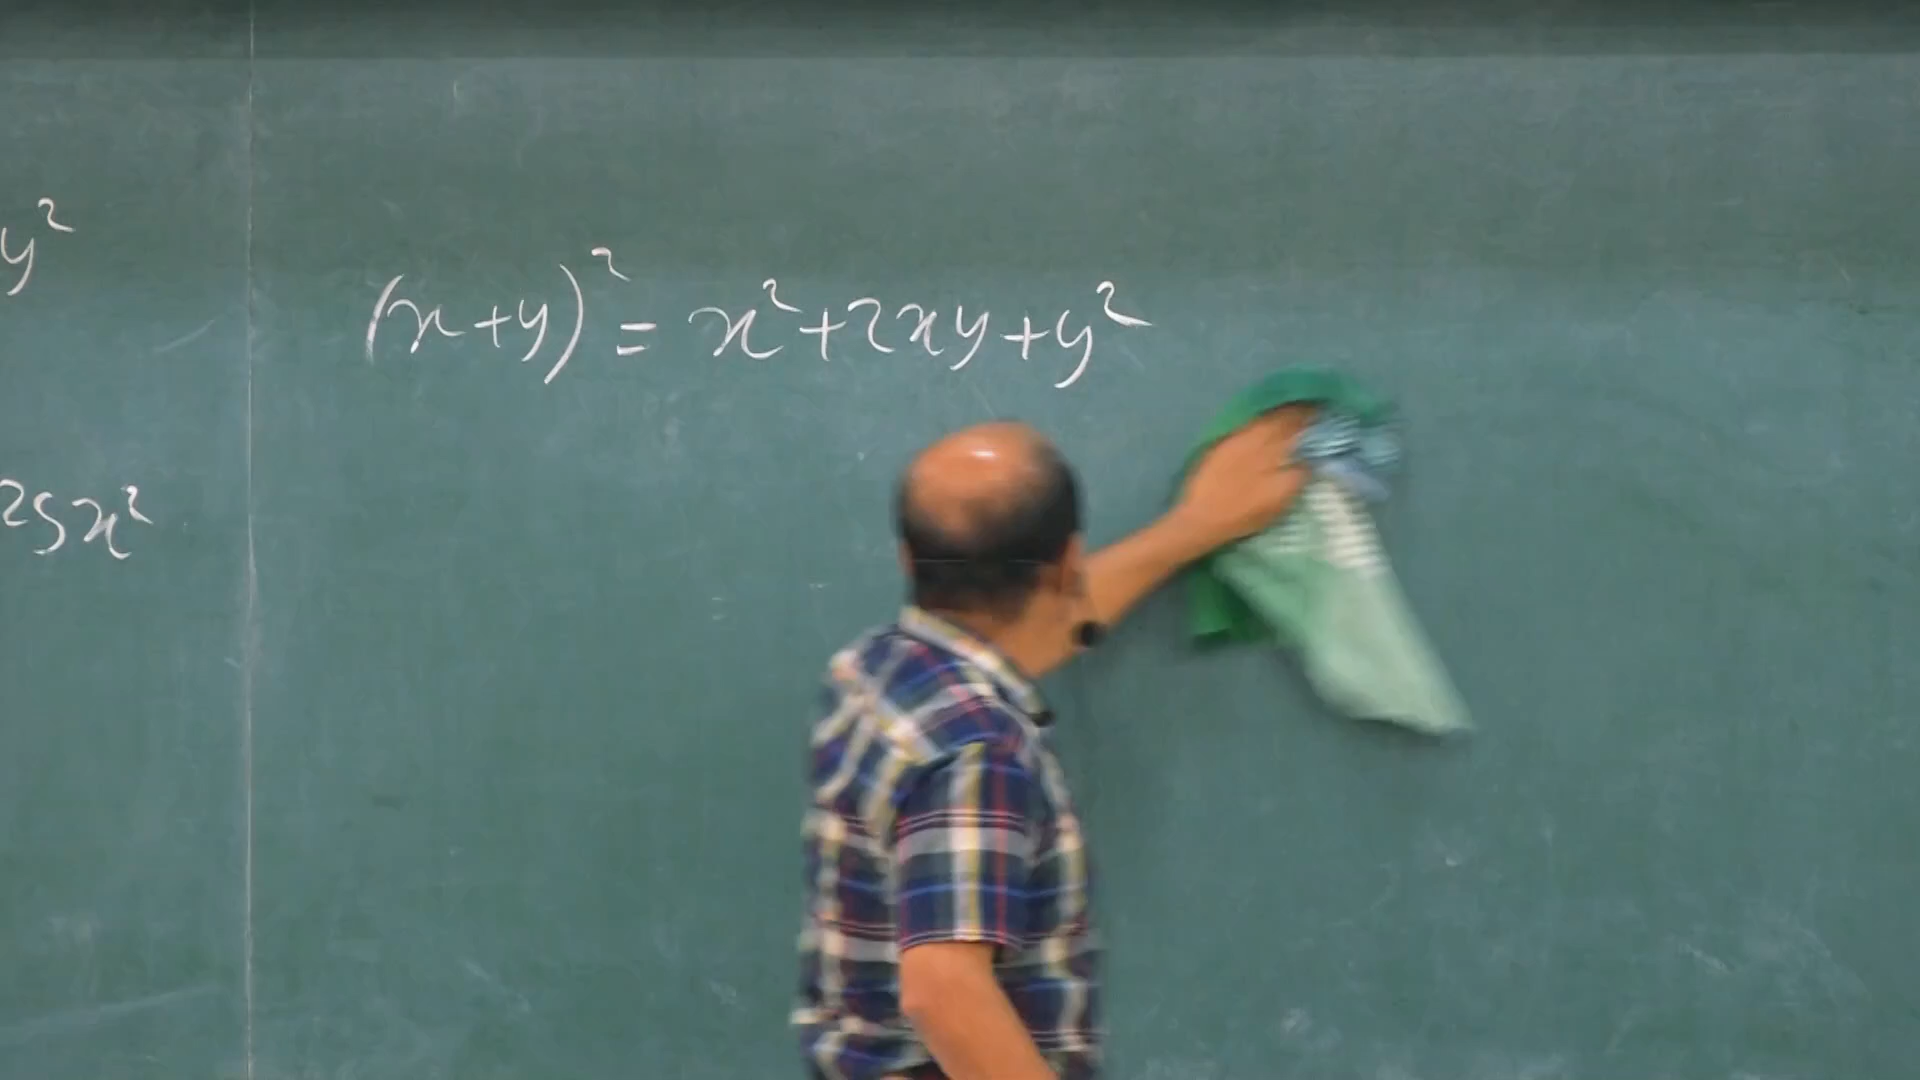 y²
25x²
(x+y)² = x²+2xy+y²